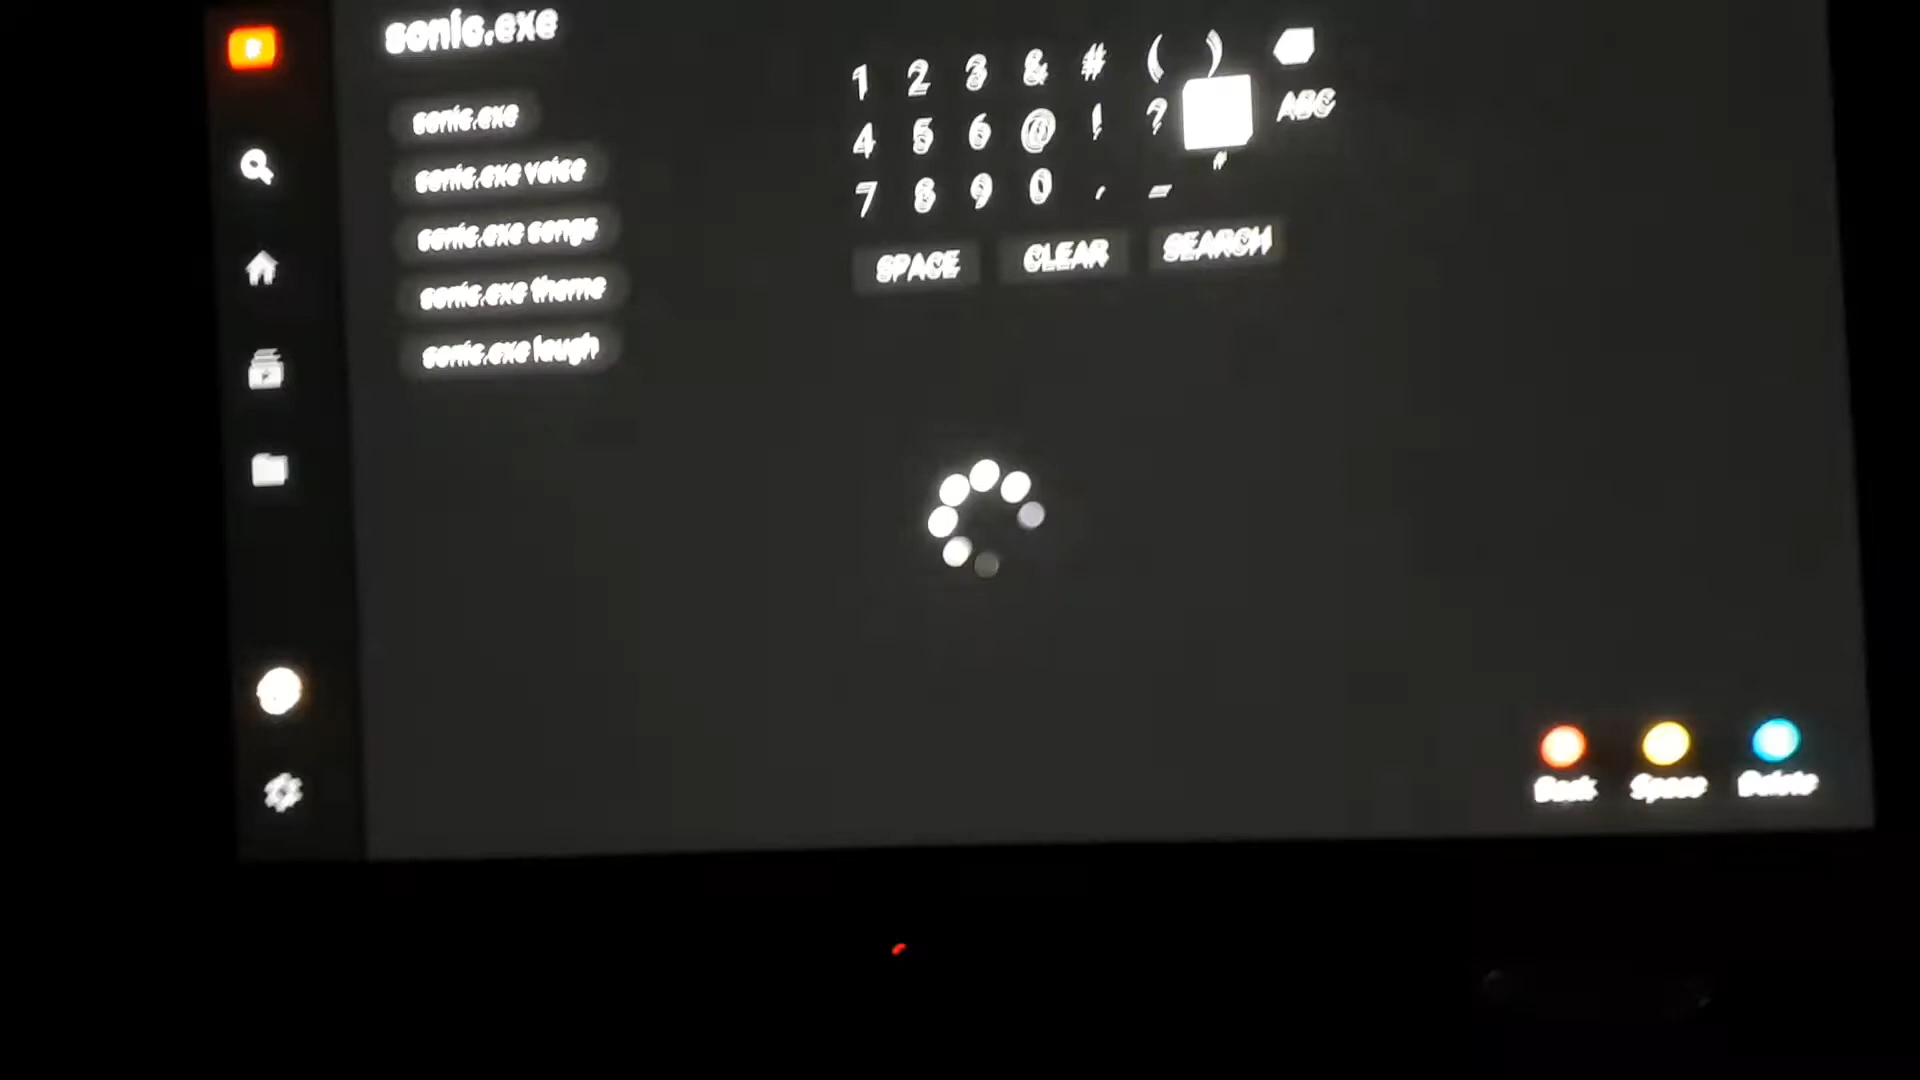 sonic.exe
sonic.exe
sonic.exe voice
sonic.exe songs
sonic.exe theme
sonic.exe laugh
1 2 3 & # ( )
4 5 6 @ ! ?
7 8 9 0 , -
ABC
SPACE CLEAR SEARCH
Back Space Delete